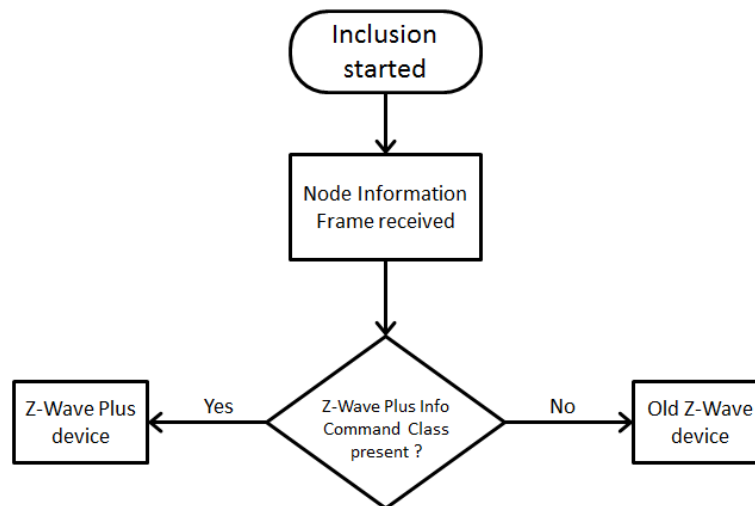 Inclusion
started
Node Information
Frame received
Z-Wave Plus Info
Command Class
present ?
Yes
No
Z-Wave Plus
device
Old Z-Wave
device